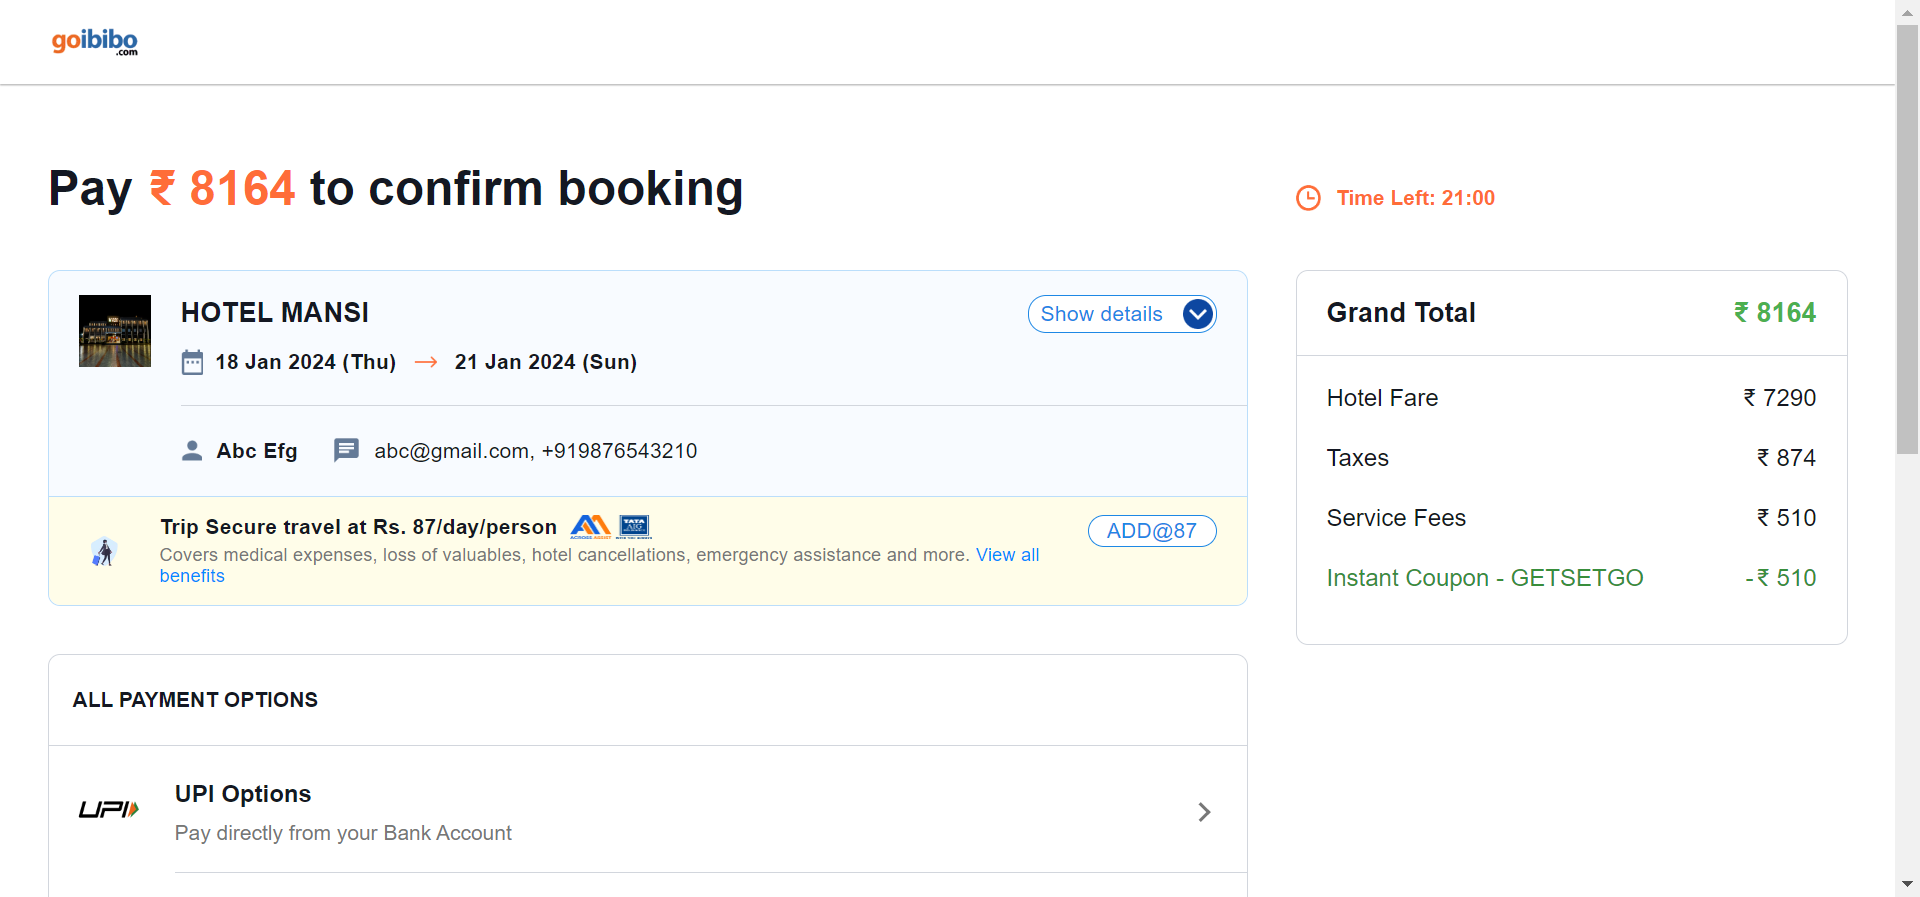 goibibo
.com
Pay ₹ 8164 to confirm booking
Time Left: 21:00
HOTEL MANSI
Show details
18 Jan 2024 (Thu) → 21 Jan 2024 (Sun)
Abc Efg
abc@gmail.com, +919876543210
Trip Secure travel at Rs. 87/day/person
ACROSS ASSIST
TATA
AIG
Covers medical expenses, loss of valuables, hotel cancellations, emergency assistance and more. View all
benefits
ADD@87
Grand Total ₹ 8164
Hotel Fare ₹ 7290
Taxes ₹ 874
Service Fees ₹ 510
Instant Coupon - GETSETGO -₹ 510
ALL PAYMENT OPTIONS
UPI
UPI Options
Pay directly from your Bank Account